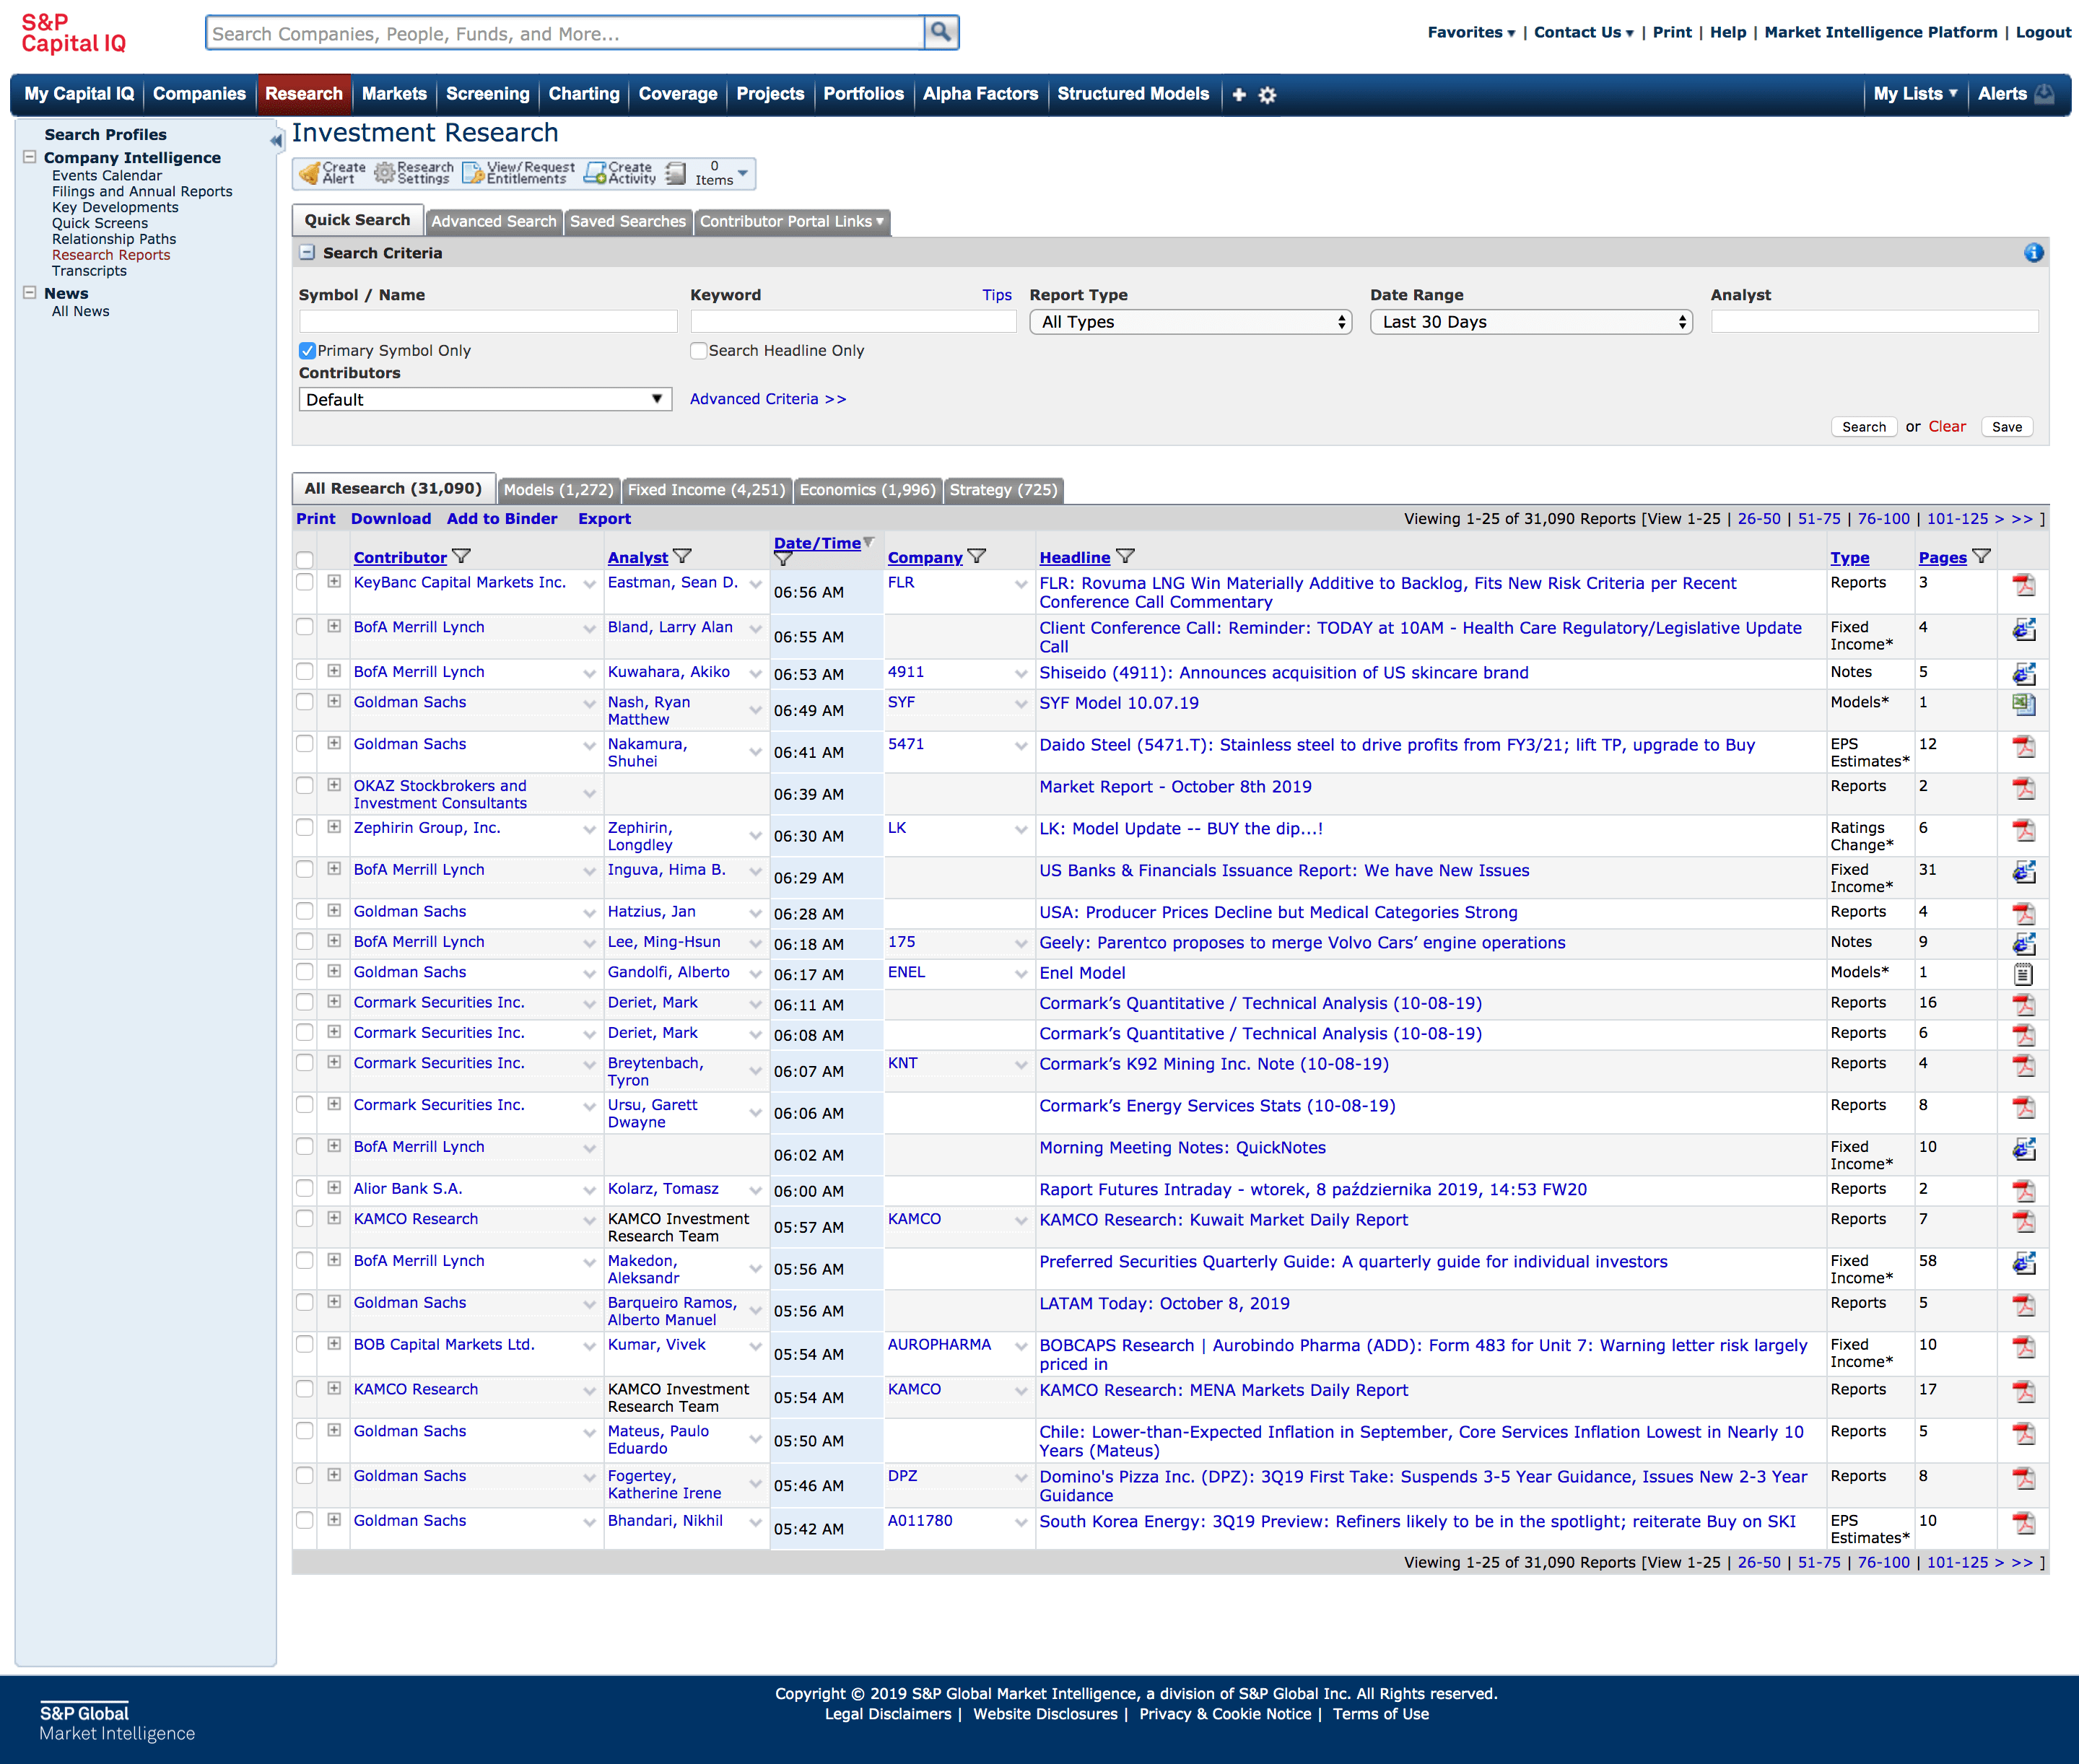 S&P
Capital IQ
Search Companies, People, Funds, and More...
Favorites ▾ | Contact Us ▾ | Print | Help | Market Intelligence Platform | Logout
My Capital IQ Companies Research Markets Screening Charting Coverage Projects Portfolios Alpha Factors Structured Models My Lists ▾ Alerts
Search Profiles
Company Intelligence
Events Calendar
Filings and Annual Reports
Key Developments
Quick Screens
Relationship Paths
Research Reports
Transcripts
News
All News
Investment Research
Create Alert Research Settings View/Request Entitlements Create Activity 0 Items
Quick Search Advanced Search Saved Searches Contributor Portal Links ▾
Search Criteria
Symbol / Name Keyword Tips Report Type Date Range Analyst
All Types Last 30 Days
Primary Symbol Only Search Headline Only
Contributors
Default Advanced Criteria >>
Search or Clear Save
All Research (31,090) Models (1,272) Fixed Income (4,251) Economics (1,996) Strategy (725)
Print Download Add to Binder Export Viewing 1-25 of 31,090 Reports [View 1-25 | 26-50 | 51-75 | 76-100 | 101-125 > >> ]
Contributor Analyst Date/Time Company Headline Type Pages
KeyBanc Capital Markets Inc. Eastman, Sean D. 06:56 AM FLR FLR: Rovuma LNG Win Materially Additive to Backlog, Fits New Risk Criteria per Recent Conference Call Commentary Reports 3
BofA Merrill Lynch Bland, Larry Alan 06:55 AM Client Conference Call: Reminder: TODAY at 10AM - Health Care Regulatory/Legislative Update Call Fixed Income* 4
BofA Merrill Lynch Kuwahara, Akiko 06:53 AM 4911 Shiseido (4911): Announces acquisition of US skincare brand Notes 5
Goldman Sachs Nash, Ryan Matthew 06:49 AM SYF SYF Model 10.07.19 Models* 1
Goldman Sachs Nakamura, Shuhei 06:41 AM 5471 Daido Steel (5471.T): Stainless steel to drive profits from FY3/21; lift TP, upgrade to Buy EPS Estimates* 12
OKAZ Stockbrokers and Investment Consultants 06:39 AM Market Report - October 8th 2019 Reports 2
Zephirin Group, Inc. Zephirin, Longdley 06:30 AM LK LK: Model Update -- BUY the dip...! Ratings Change* 6
BofA Merrill Lynch Inguva, Hima B. 06:29 AM US Banks & Financials Issuance Report: We have New Issues Fixed Income* 31
Goldman Sachs Hatzius, Jan 06:28 AM USA: Producer Prices Decline but Medical Categories Strong Reports 4
BofA Merrill Lynch Lee, Ming-Hsun 06:18 AM 175 Geely: Parentco proposes to merge Volvo Cars’ engine operations Notes 9
Goldman Sachs Gandolfi, Alberto 06:17 AM ENEL Enel Model Models* 1
Cormark Securities Inc. Deriet, Mark 06:11 AM Cormark’s Quantitative / Technical Analysis (10-08-19) Reports 16
Cormark Securities Inc. Deriet, Mark 06:08 AM Cormark’s Quantitative / Technical Analysis (10-08-19) Reports 6
Cormark Securities Inc. Breytenbach, Tyron 06:07 AM KNT Cormark’s K92 Mining Inc. Note (10-08-19) Reports 4
Cormark Securities Inc. Ursu, Garett Dwayne 06:06 AM Cormark’s Energy Services Stats (10-08-19) Reports 8
BofA Merrill Lynch 06:02 AM Morning Meeting Notes: QuickNotes Fixed Income* 10
Alior Bank S.A. Kolarz, Tomasz 06:00 AM Raport Futures Intraday - wtorek, 8 października 2019, 14:53 FW20 Reports 2
KAMCO Research KAMCO Investment Research Team 05:57 AM KAMCO KAMCO Research: Kuwait Market Daily Report Reports 7
BofA Merrill Lynch Makedon, Aleksandr 05:56 AM Preferred Securities Quarterly Guide: A quarterly guide for individual investors Fixed Income* 58
Goldman Sachs Barqueiro Ramos, Alberto Manuel 05:56 AM LATAM Today: October 8, 2019 Reports 5
BOB Capital Markets Ltd. Kumar, Vivek 05:54 AM AUROPHARMA BOBCAPS Research | Aurobindo Pharma (ADD): Form 483 for Unit 7: Warning letter risk largely priced in Fixed Income* 10
KAMCO Research KAMCO Investment Research Team 05:54 AM KAMCO KAMCO Research: MENA Markets Daily Report Reports 17
Goldman Sachs Mateus, Paulo Eduardo 05:50 AM Chile: Lower-than-Expected Inflation in September, Core Services Inflation Lowest in Nearly 10 Years (Mateus) Reports 5
Goldman Sachs Fogertey, Katherine Irene 05:46 AM DPZ Domino's Pizza Inc. (DPZ): 3Q19 First Take: Suspends 3-5 Year Guidance, Issues New 2-3 Year Guidance Reports 8
Goldman Sachs Bhandari, Nikhil 05:42 AM A011780 South Korea Energy: 3Q19 Preview: Refiners likely to be in the spotlight; reiterate Buy on SKI EPS Estimates* 10
Viewing 1-25 of 31,090 Reports [View 1-25 | 26-50 | 51-75 | 76-100 | 101-125 > >> ]
S&P Global
Market Intelligence
Copyright © 2019 S&P Global Market Intelligence, a division of S&P Global Inc. All Rights reserved.
Legal Disclaimers | Website Disclosures | Privacy & Cookie Notice | Terms of Use